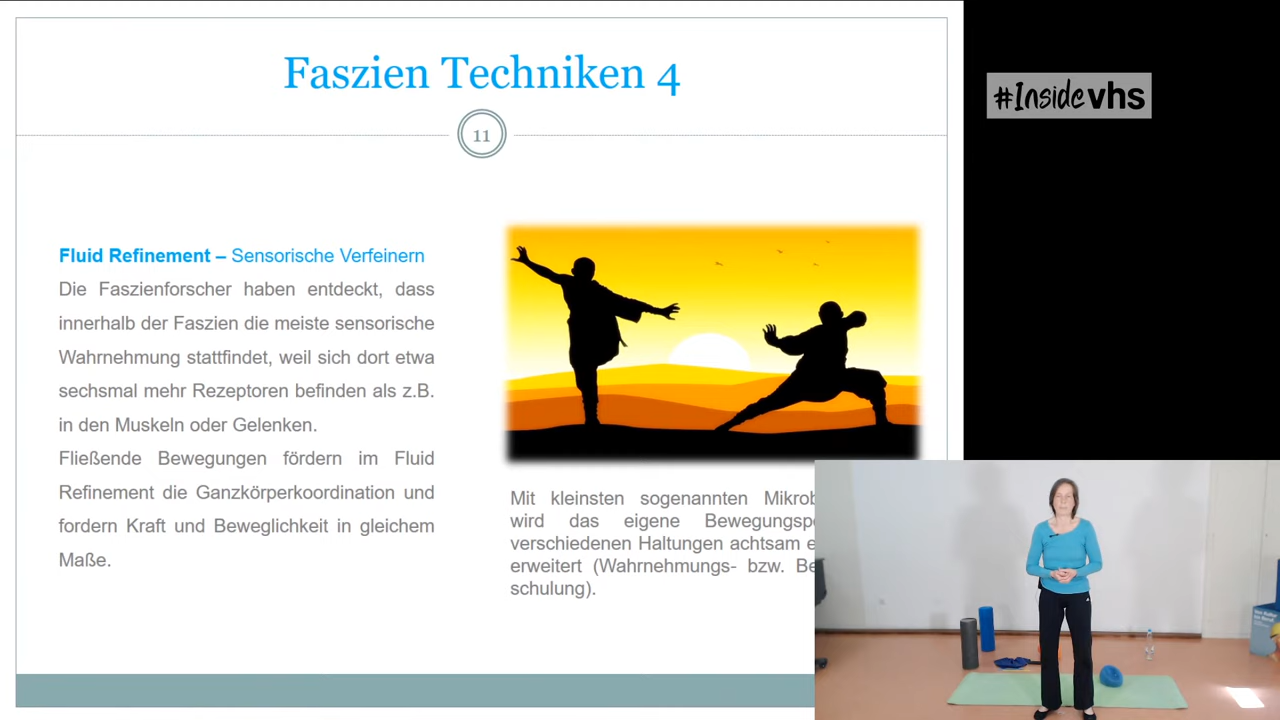 Faszien Techniken 4
11
#Insidevhs
Fluid Refinement – Sensorische Verfeinern
Die Faszienforscher haben entdeckt, dass
innerhalb der Faszien die meiste sensorische
Wahrnehmung stattfindet, weil sich dort etwa
sechsmal mehr Rezeptoren befinden als z.B.
in den Muskeln oder Gelenken.
Fließende Bewegungen fördern im Fluid
Refinement die Ganzkörperkoordination und
fordern Kraft und Beweglichkeit in gleichem
Maße.
Mit kleinsten sogenannten
wird das eigene
verschiedenen Haltungen achtsam
erweitert (Wahrnehmungs- bzw.
schulung).